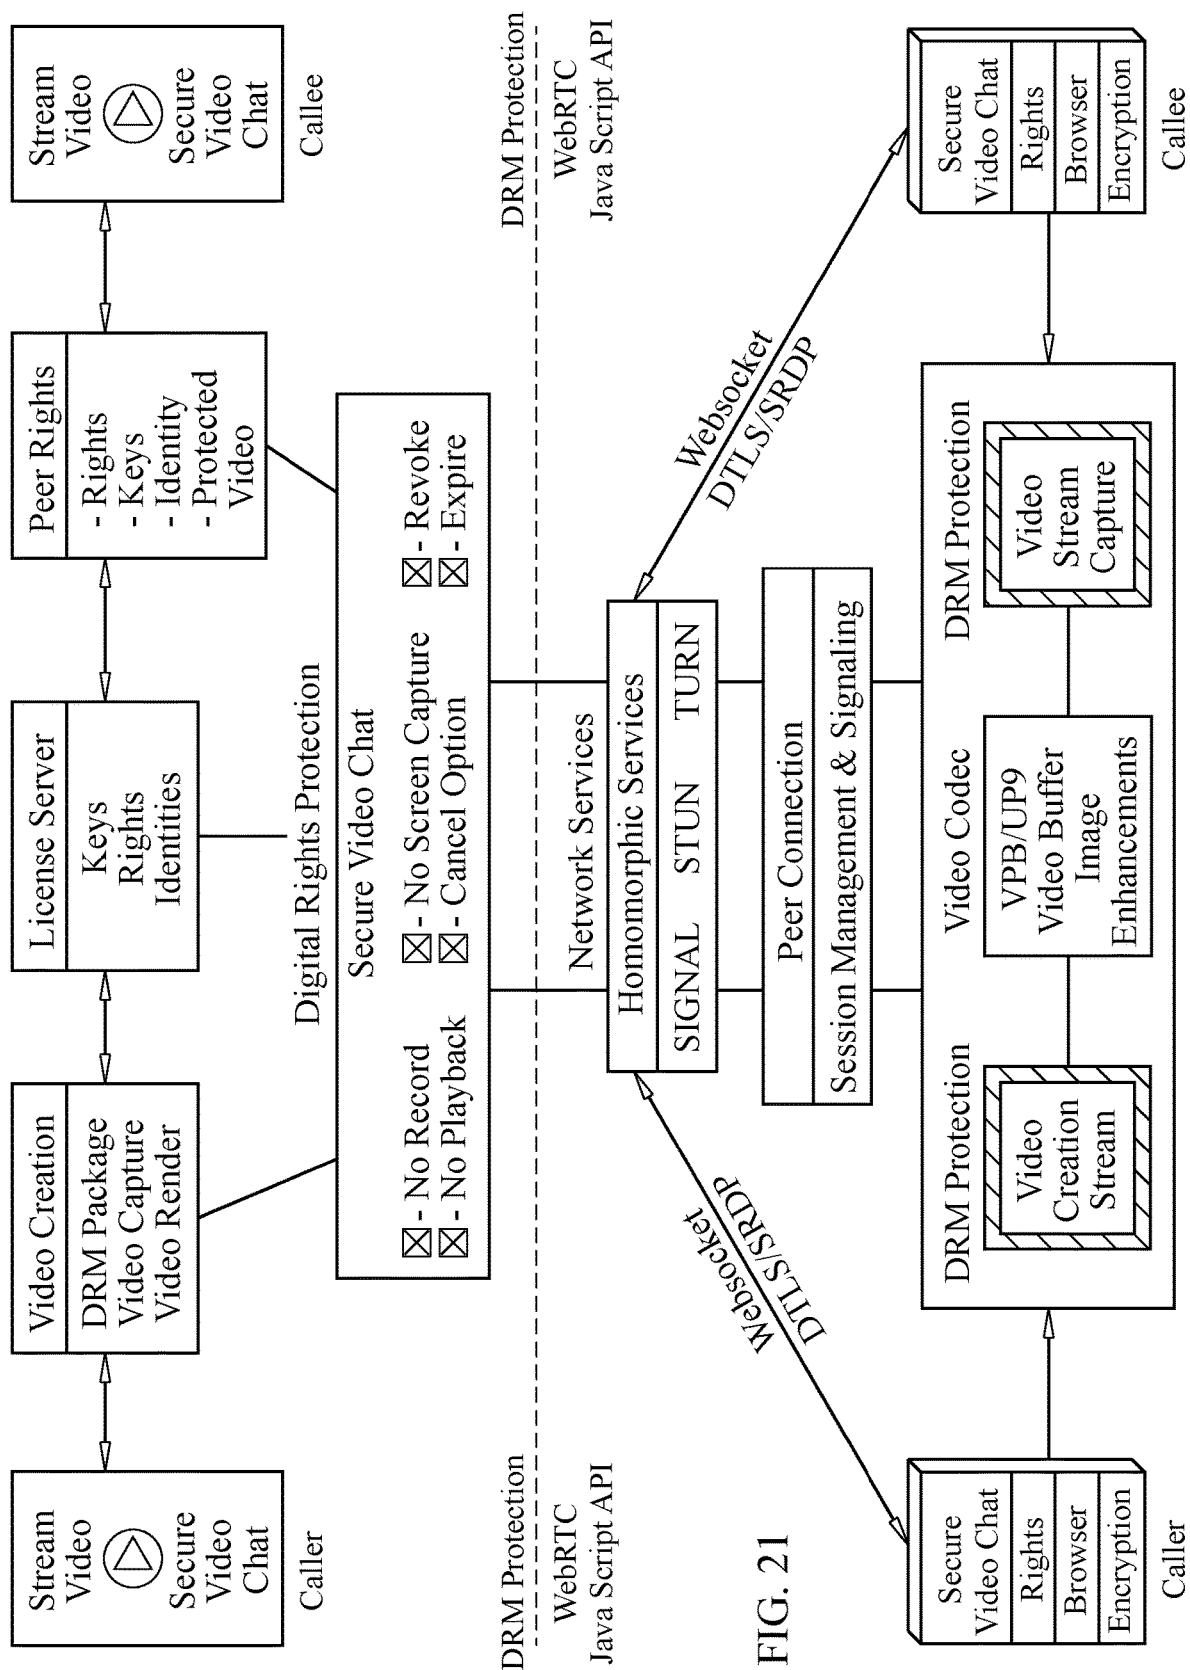 Stream
Video
Secure
Video
Chat
Caller
Video Creation
DRM Package
Video Capture
Video Render
License Server
Keys
Rights
Identities
Peer Rights
- Rights
- Keys
- Identity
- Protected
Video
Stream
Video
Secure
Video
Chat
Callee
Digital Rights Protection
Secure Video Chat
- No Record
- No Playback
- No Screen Capture
- Cancel Option
- Revoke
- Expire
DRM Protection
WebRTC
Java Script API
DRM Protection
WebRTC
Java Script API
Network Services
Homomorphic Services
SIGNAL STUN TURN
Websocket
DTLS/SRDP
Websocket
DTLS/SRDP
Peer Connection
Session Management & Signaling
FIG. 21
Secure
Video Chat
Rights
Browser
Encryption
Caller
DRM Protection
Video
Creation
Stream
Video Codec
VPB/UP9
Video Buffer
Image
Enhancements
DRM Protection
Video
Stream
Capture
Secure
Video Chat
Rights
Browser
Encryption
Callee